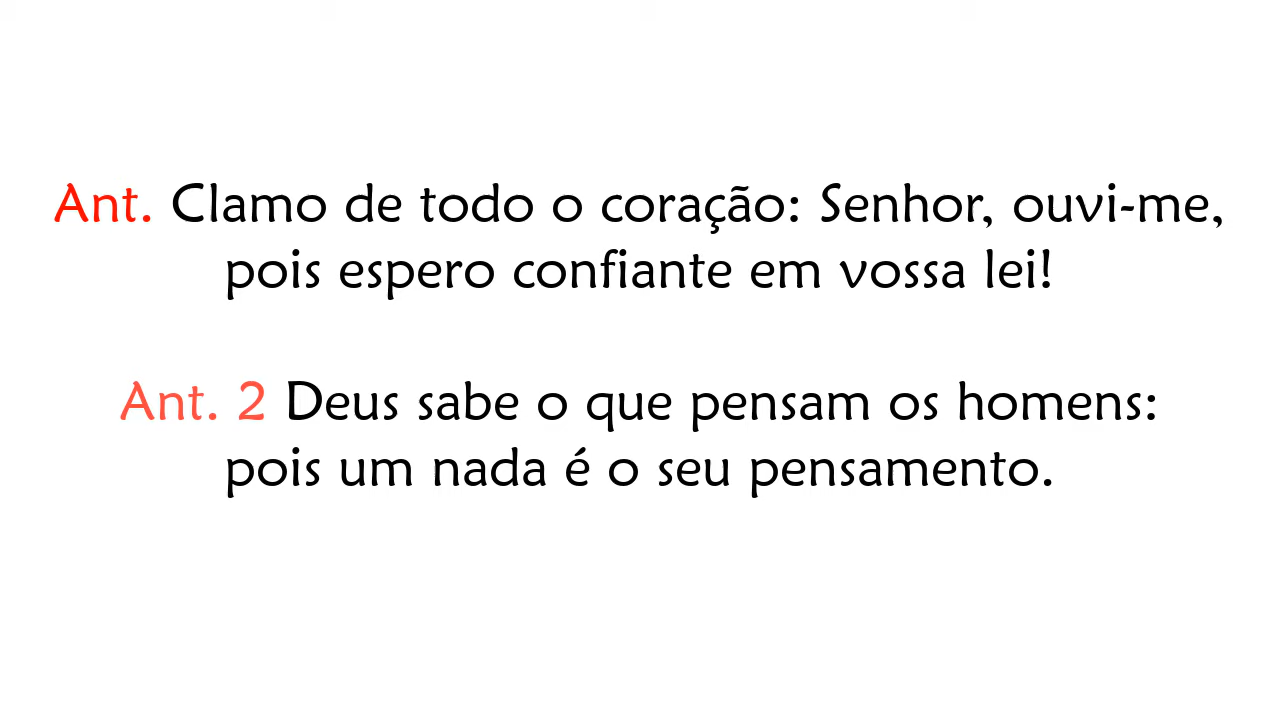 Ant. Clamo de todo o coração: Senhor, ouvi-me,
pois espero confiante em vossa lei!
Ant. 2 Deus sabe o que pensam os homens:
pois um nada é o seu pensamento.